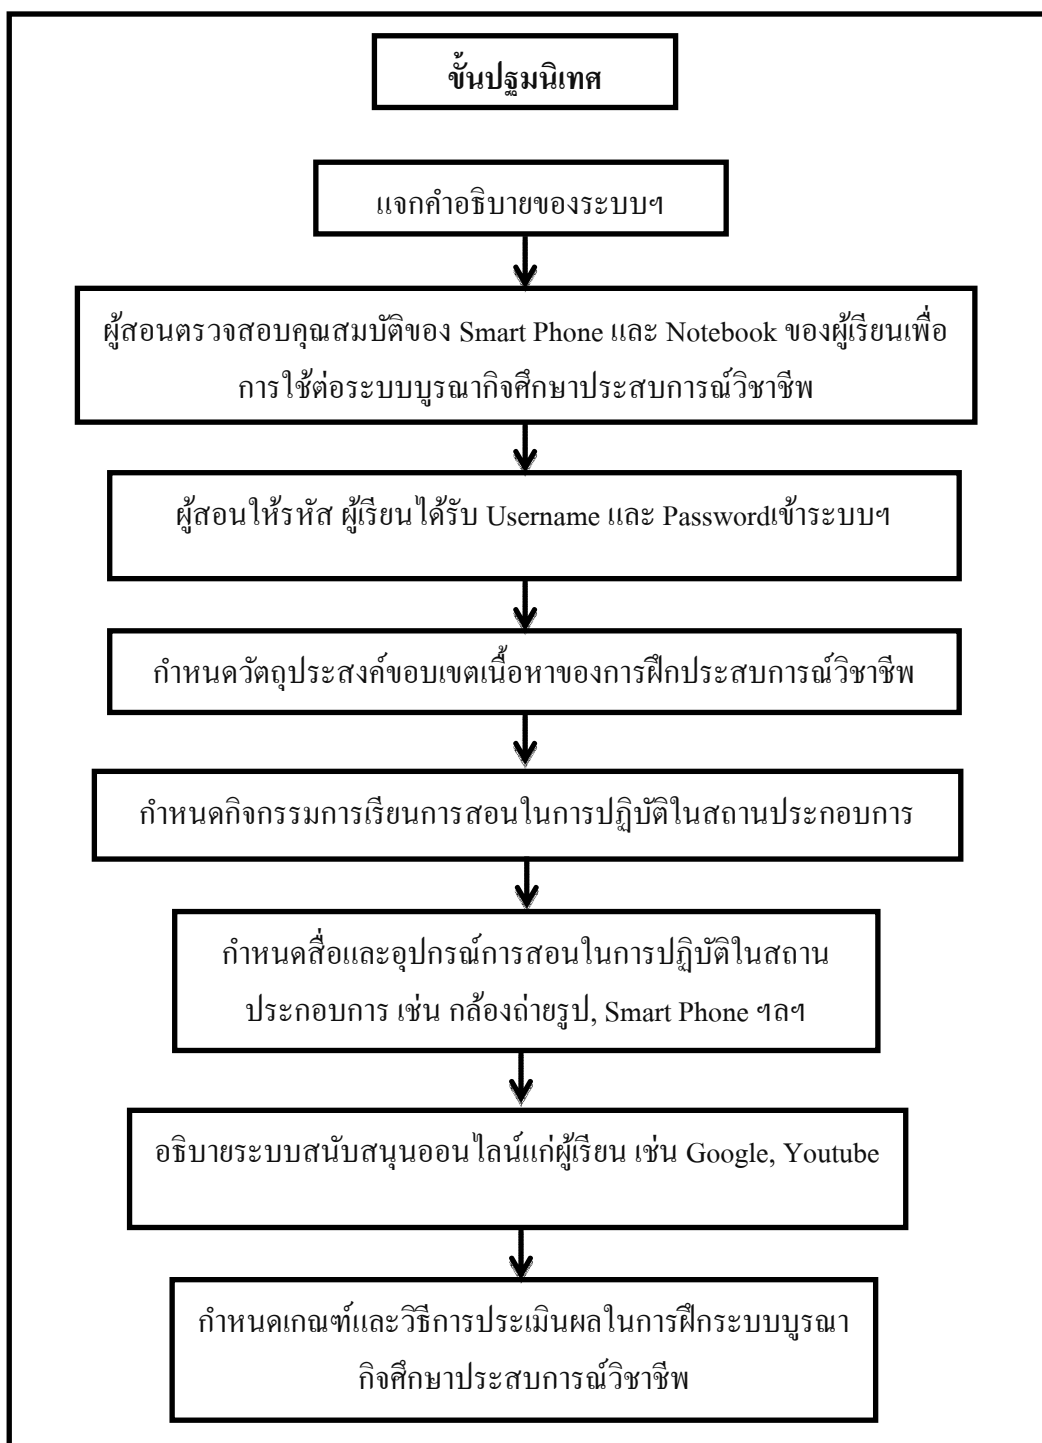 ขั้นปฐมนิเทศ
แจกคำอธิบายของระบบฯ
ผู้สอนตรวจสอบคุณสมบัติของ Smart Phone และ Notebook ของผู้เรียนเพื่อ
การใช้ต่อระบบบูรณากิจศึกษาประสบการณ์วิชาชีพ
ผู้สอนให้รหัส ผู้เรียนได้รับ Username และ Passwordเข้าระบบฯ
กำหนดวัตถุประสงค์ขอบเขตเนื้อหาของการฝึกประสบการณ์วิชาชีพ
กำหนดกิจกรรมการเรียนการสอนในการปฏิบัติในสถานประกอบการ
กำหนดสื่อและอุปกรณ์การสอนในการปฏิบัติในสถาน
ประกอบการ เช่น กล้องถ่ายรูป, Smart Phone ฯลฯ
อธิบายระบบสนับสนุนออนไลน์แก่ผู้เรียน เช่น Google, Youtube
กำหนดเกณฑ์และวิธีการประเมินผลในการฝึกระบบบูรณา
กิจศึกษาประสบการณ์วิชาชีพ